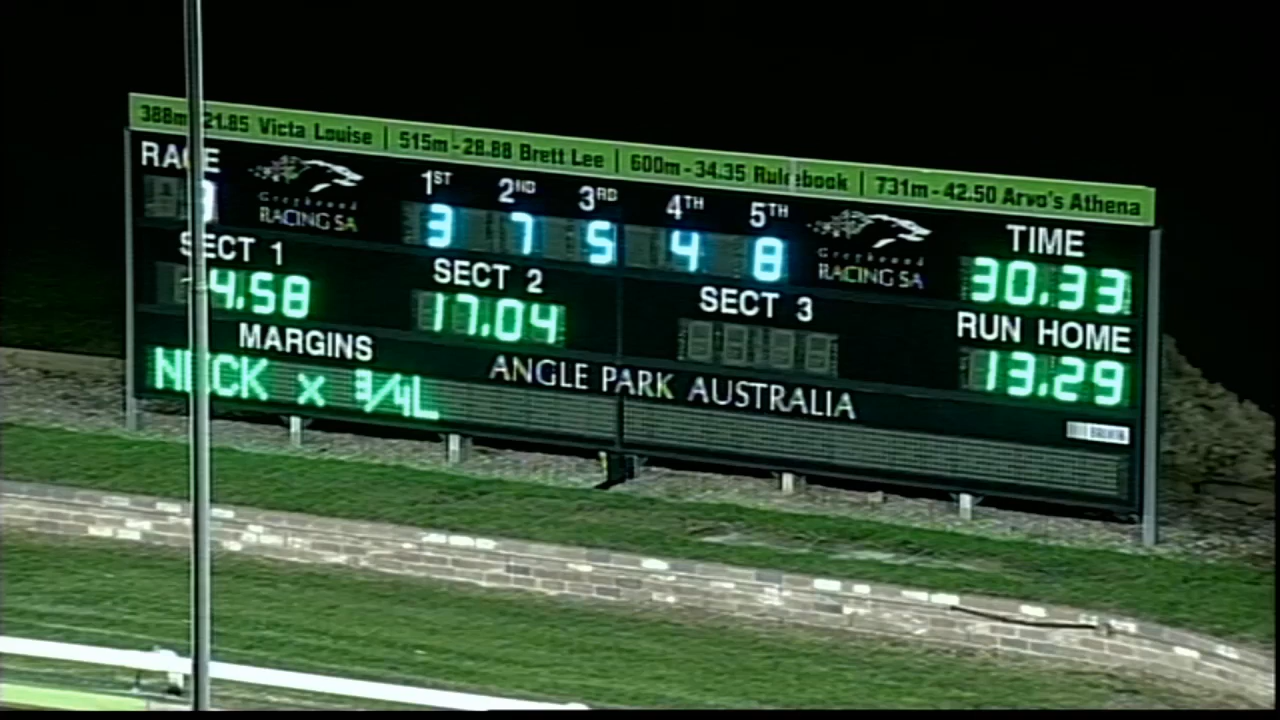 388m-21.85 Victa Louise | 515m-28.88 Brett Lee | 600m-34.35 Rulebook | 731m-42.50 Arvo's Athena
RACE
Greyhound
RACING SA
1ST 2ND 3RD 4TH 5TH
3 7 5 4 8
Greyhound
RACING SA
TIME
30.33
SECT 1
4.58
SECT 2
17.04
SECT 3
RUN HOME
13.29
MARGINS
NECK x 3/4L
ANGLE PARK AUSTRALIA